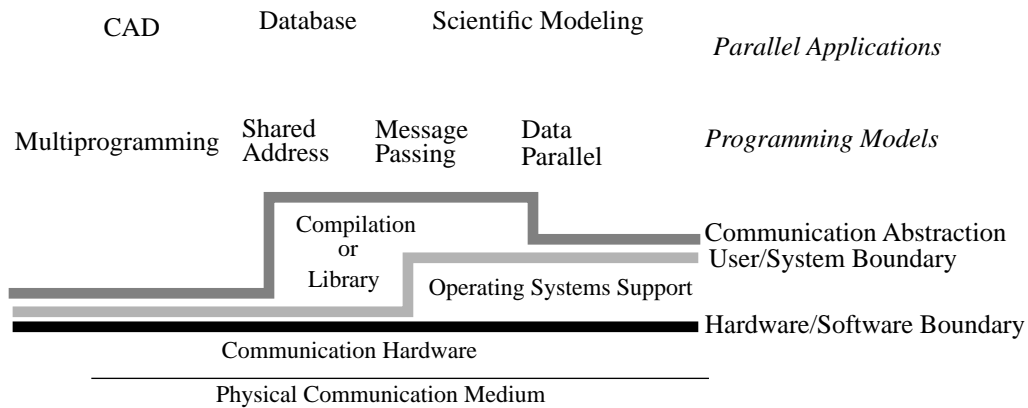 CAD
Database
Scientific Modeling
Parallel Applications
Multiprogramming
Shared
Address
Message
Passing
Data
Parallel
Programming Models
Compilation
or
Library
Communication Abstraction
User/System Boundary
Operating Systems Support
Hardware/Software Boundary
Communication Hardware
Physical Communication Medium